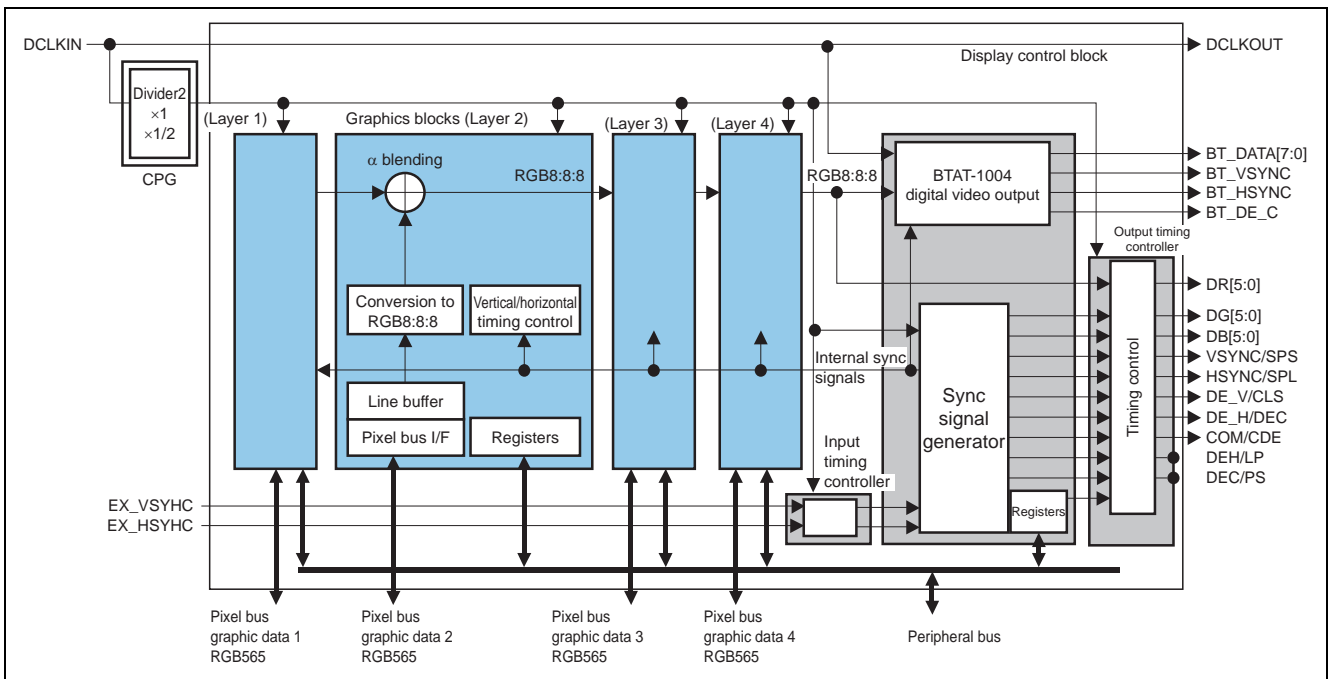 DCLKIN
DCLKOUT
Display control block
Divider2
×1
×1/2
CPG
(Layer 1)
Graphics blocks (Layer 2)
(Layer 3)
(Layer 4)
α blending
RGB8:8:8
RGB8:8:8
BTAT-1004
digital video output
BT_DATA[7:0]
BT_VSYNC
BT_HSYNC
BT_DE_C
Output timing
controller
Conversion to
RGB8:8:8
Vertical/horizontal
timing control
Internal sync
signals
Line buffer
Pixel bus I/F
Registers
Sync
signal
generator
Registers
Timing control
DR[5:0]
DG[5:0]
DB[5:0]
VSYNC/SPS
HSYNC/SPL
DE_V/CLS
DE_H/DEC
COM/CDE
DEH/LP
DEC/PS
Input
timing
controller
EX_VSYHC
EX_HSYHC
Pixel bus
graphic data 1
RGB565
Pixel bus
graphic data 2
RGB565
Pixel bus
graphic data 3
RGB565
Pixel bus
graphic data 4
RGB565
Peripheral bus